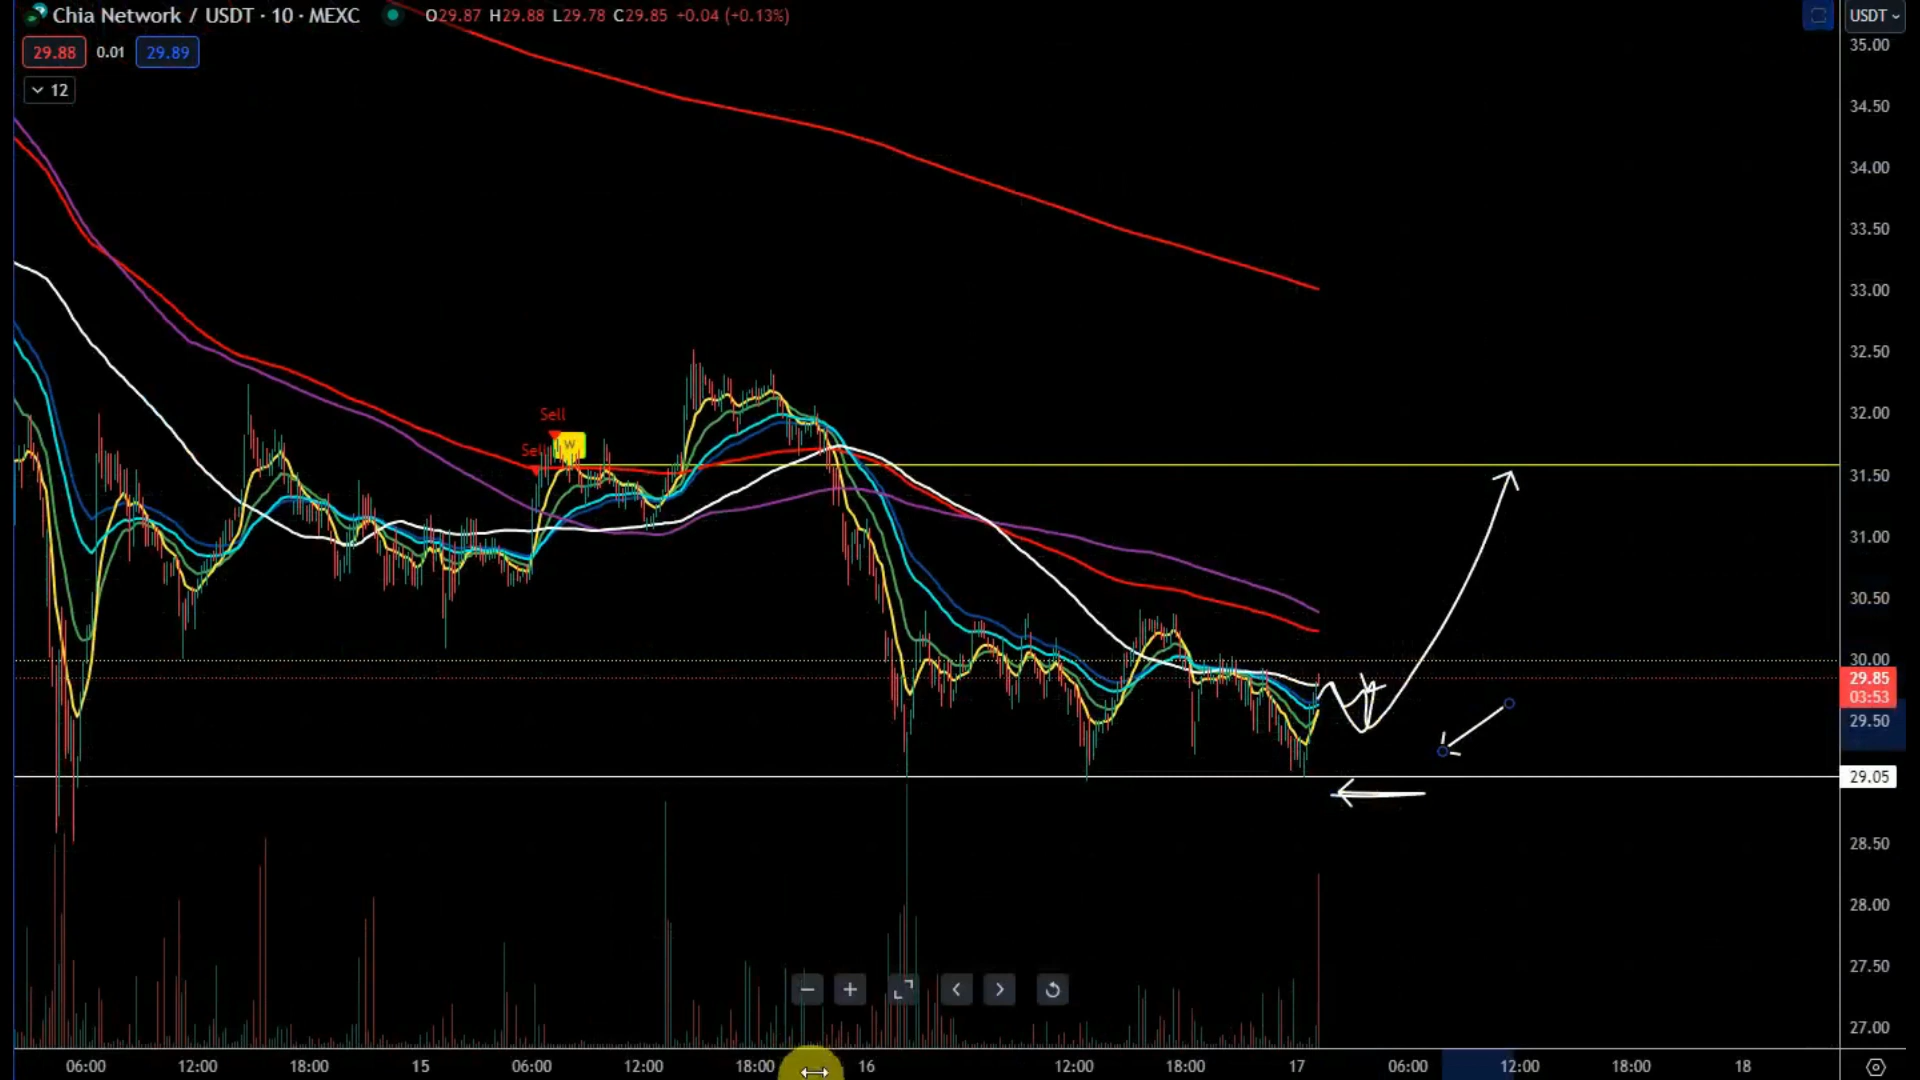 Chia Network / USDT · 10 · MEXC O29.87 H29.88 L29.78 C29.85 +0.04 (+0.13%)
USDT
29.88 0.01 29.89
12
35.00
34.50
34.00
33.50
33.00
32.50
32.00
31.50
31.00
30.50
30.00
29.85
03:53
29.50
29.05
28.50
28.00
27.50
27.00
Sell
Sell
W
06:00 12:00 18:00 15 06:00 12:00 18:00 16 12:00 18:00 17 06:00 12:00 18:00 18